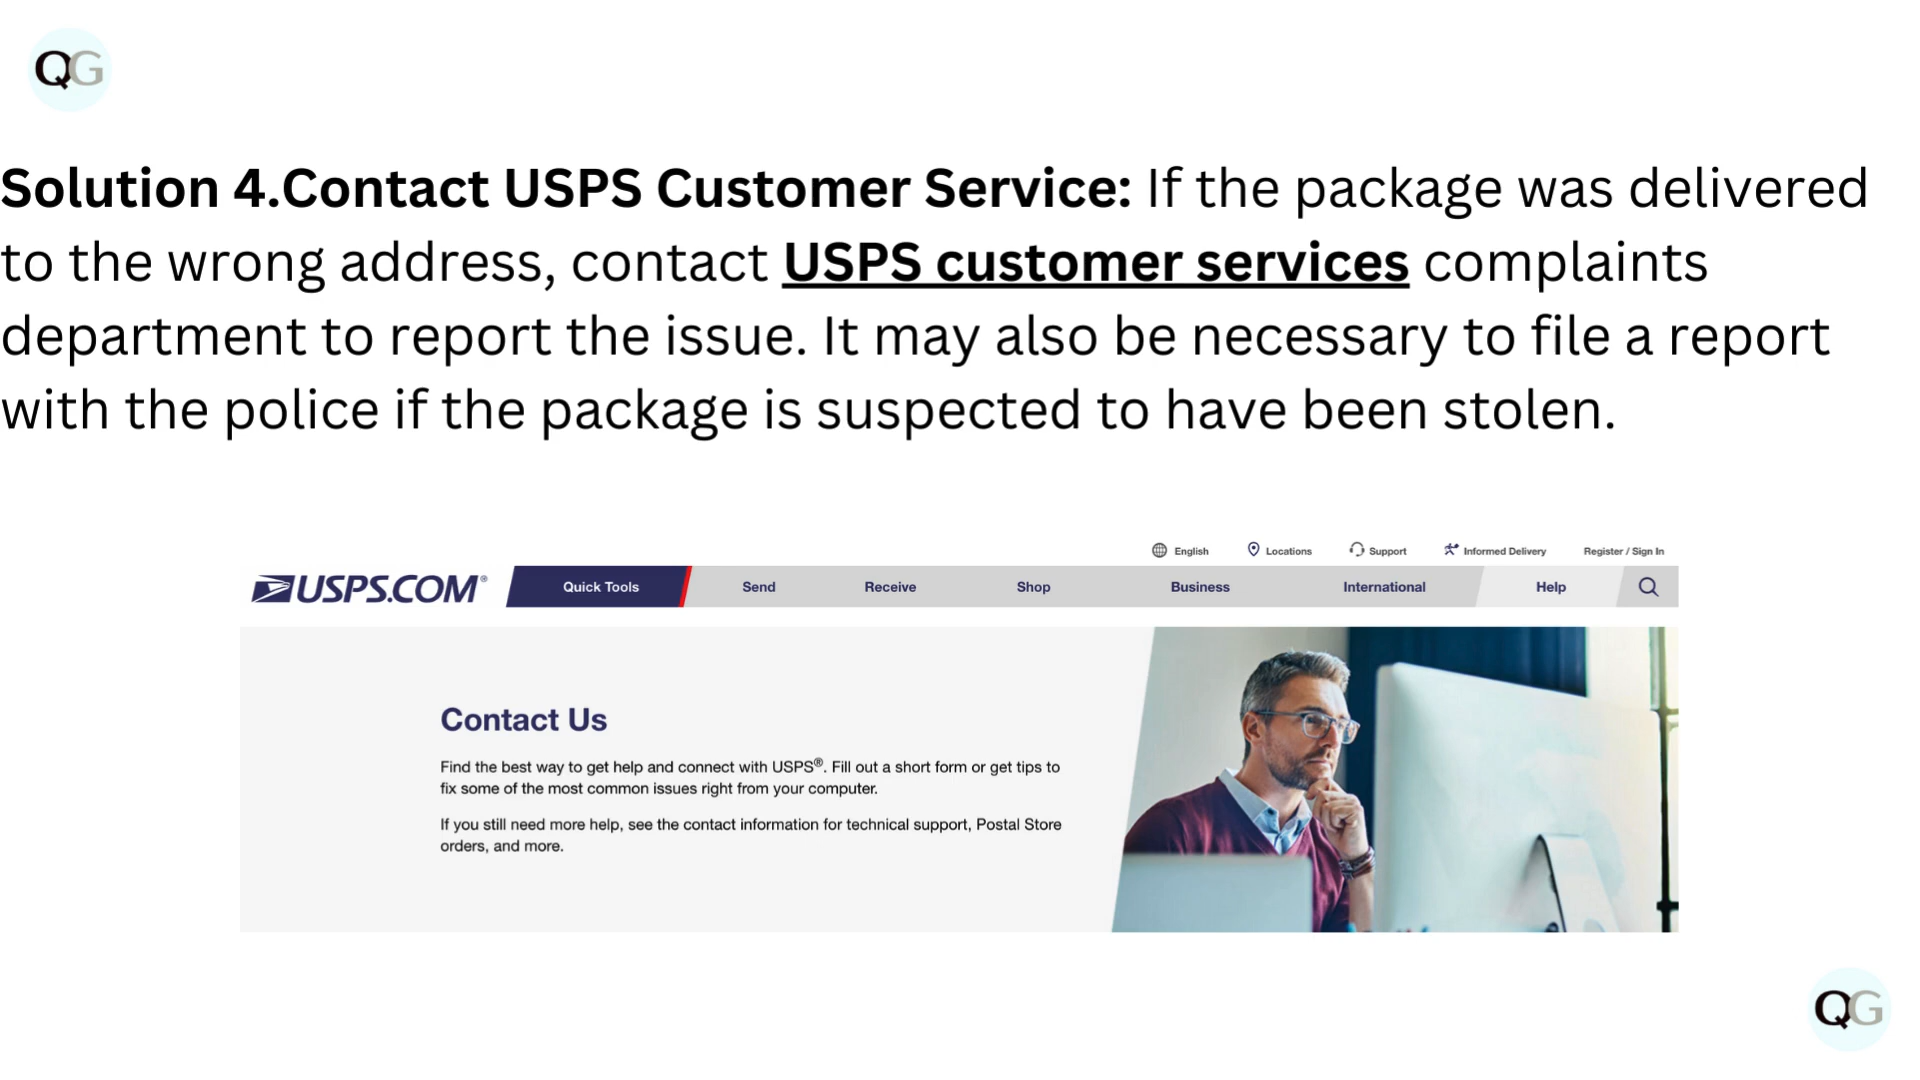 QG
Solution 4.Contact USPS Customer Service: If the package was delivered
to the wrong address, contact USPS customer services complaints
department to report the issue. It may also be necessary to file a report
with the police if the package is suspected to have been stolen.
English Locations Support Informed Delivery Register / Sign In
USPS.COM® Quick Tools Send Receive Shop Business International Help
Contact Us
Find the best way to get help and connect with USPS®. Fill out a short form or get tips to
fix some of the most common issues right from your computer.
If you still need more help, see the contact information for technical support, Postal Store
orders, and more.
QG